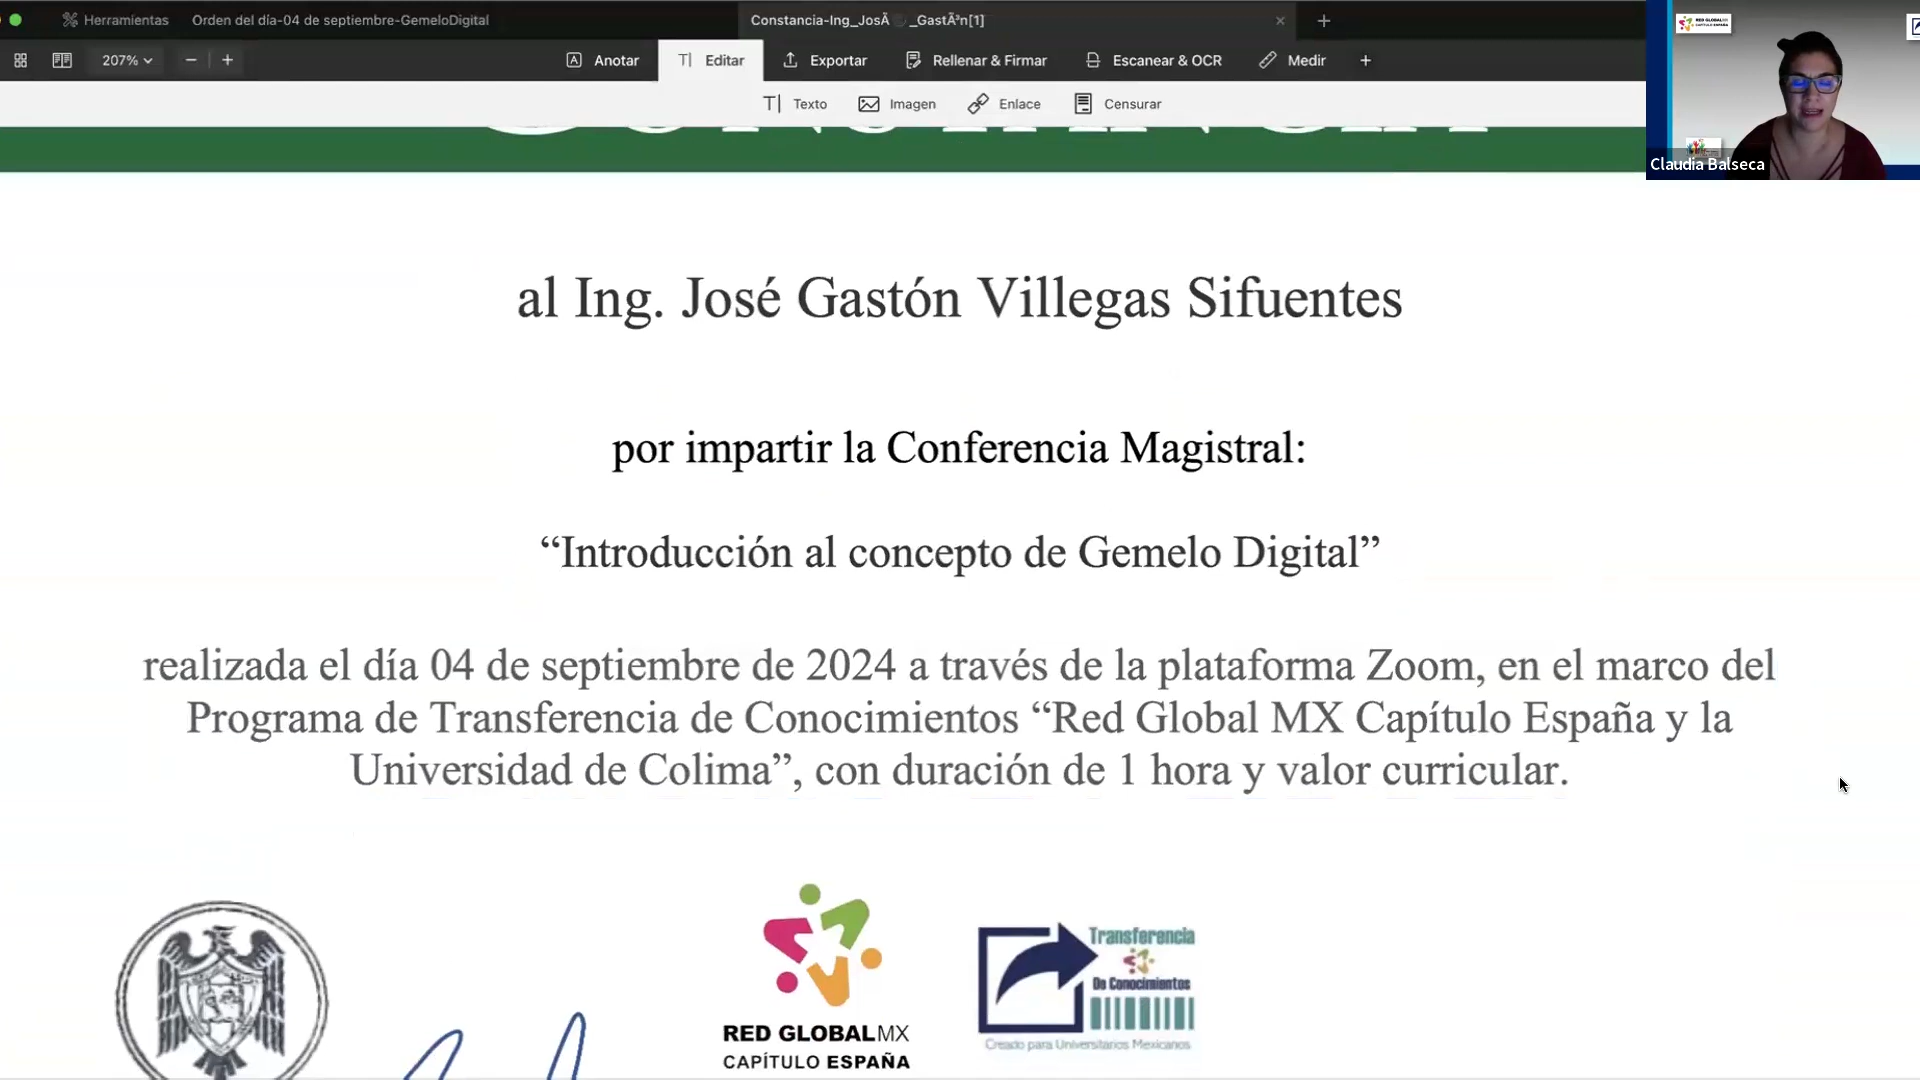 Herramientas
Orden del día-04 de septiembre-GemeloDigital
Constancia-Ing_JosÃ _GastÃ³n[1]
207%
Anotar
Editar
Exportar
Rellenar & Firmar
Escanear & OCR
Medir
Texto
Imagen
Enlace
Censurar
RED GLOBALMX
CAPÍTULO ESPAÑA
Claudia Balseca
al Ing. José Gastón Villegas Sifuentes
por impartir la Conferencia Magistral:
“Introducción al concepto de Gemelo Digital”
realizada el día 04 de septiembre de 2024 a través de la plataforma Zoom, en el marco del
Programa de Transferencia de Conocimientos “Red Global MX Capítulo España y la
Universidad de Colima”, con duración de 1 hora y valor curricular.
RED GLOBALMX
CAPÍTULO ESPAÑA
Transferencia
De Conocimientos
Creado para Universitarios Mexicanos